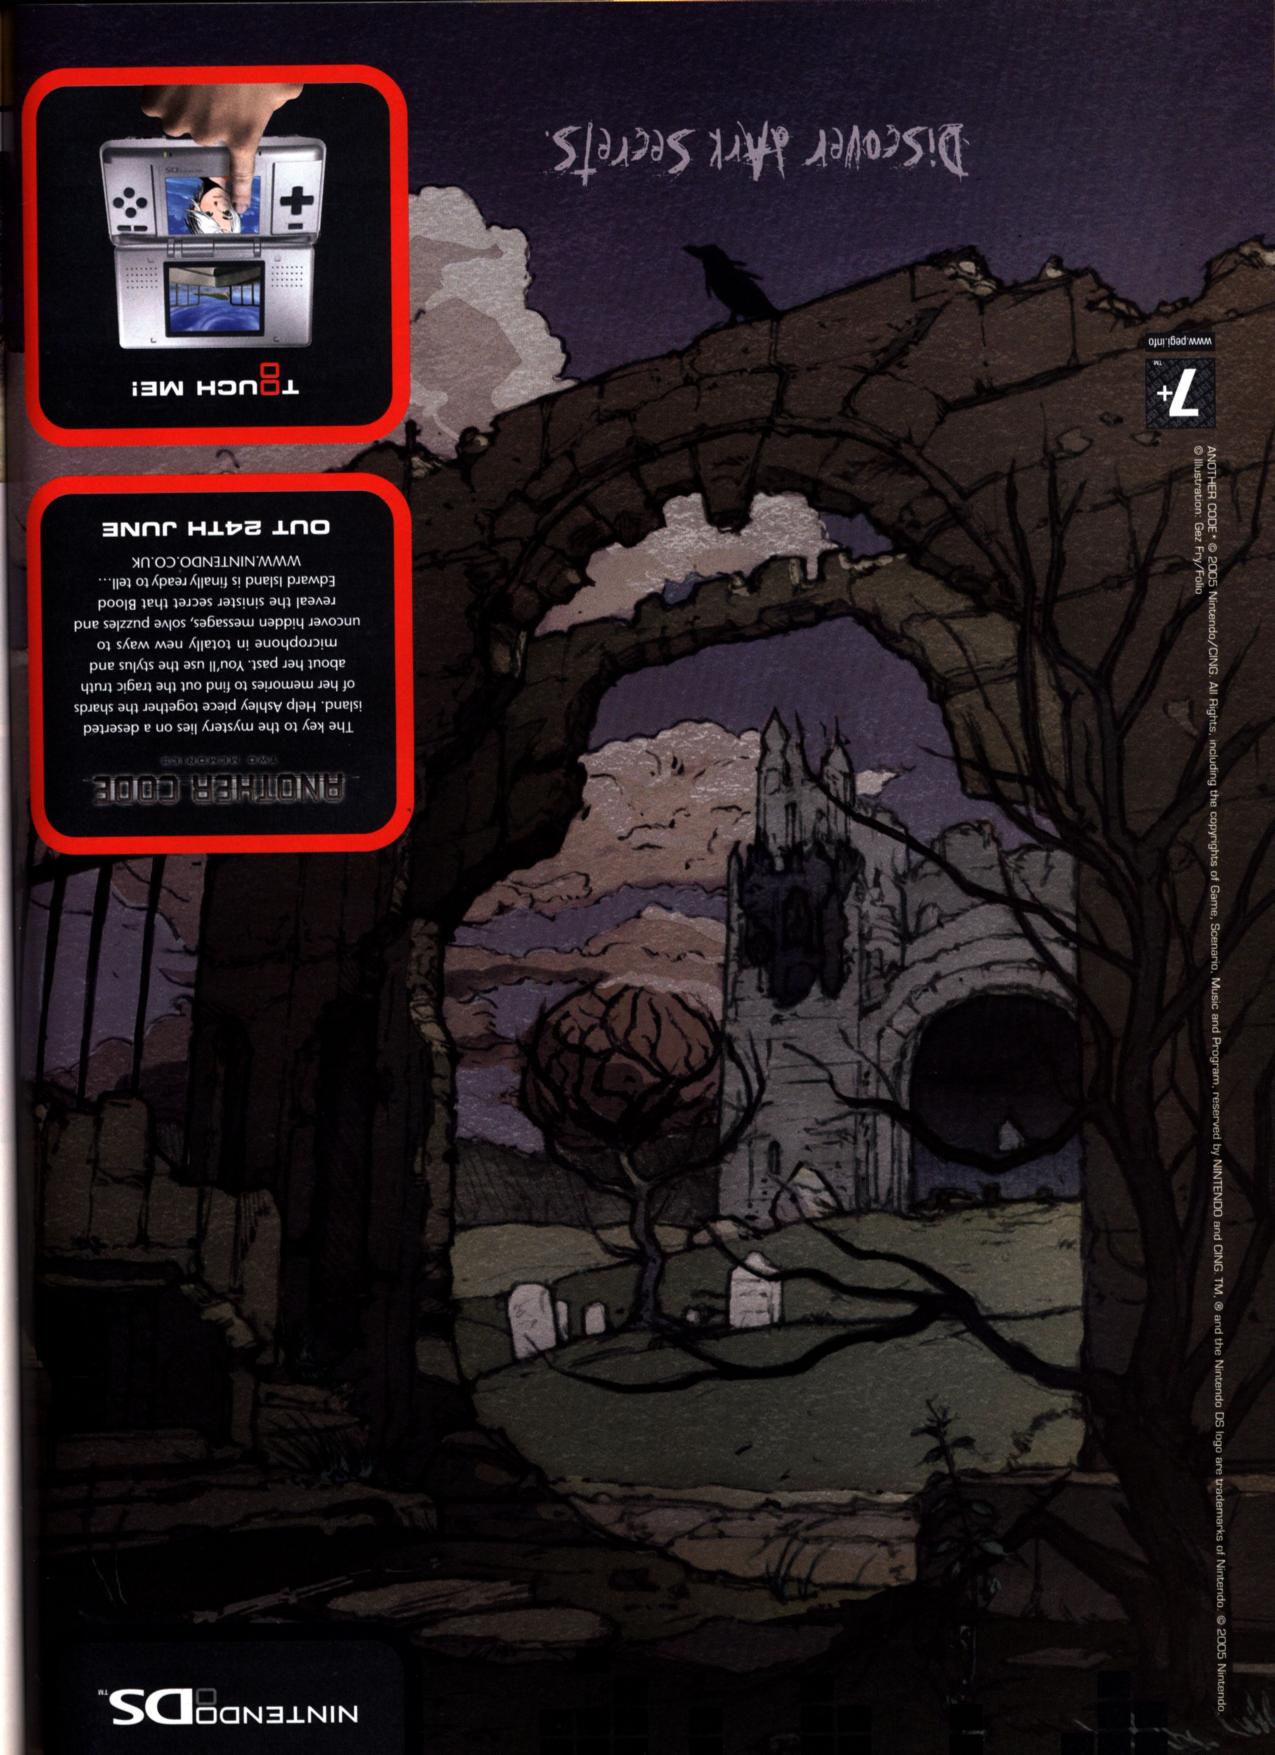 Discover dark secrets.
TOUCH ME!
OUT 24TH JUNE
WWW.NINTENDO.CO.UK
ANOTHER CODE
TWO MEMORIES
The key to the mystery lies on a deserted
island. Help Ashley piece together the shards
of her memories to find out the tragic truth
about her past. You'll use the stylus and
microphone in totally new ways to
uncover hidden messages, solve puzzles and
reveal the sinister secret that Blood
Edward Island is finally ready to tell...
www.pegi.info
7+
TM
ANOTHER CODE® © 2005 Nintendo/CING. All Rights, including the copyrights of Game, Scenario, Music and Program, reserved by NINTENDO and CING. TM, ® and the Nintendo DS logo are trademarks of Nintendo. © 2005 Nintendo.
© Illustration: Gez Fry/Folio
NINTENDO DS™